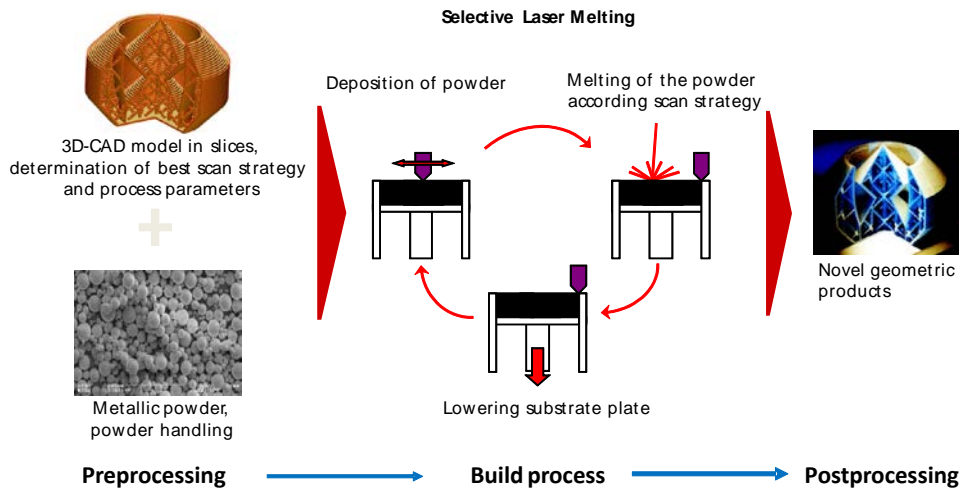 Selective Laser Melting
3D-CAD model in slices,
determination of best scan strategy
and process parameters
+
Metallic powder,
powder handling
Deposition of powder
Melting of the powder
according scan strategy
Lowering substrate plate
Novel geometric
products
Preprocessing
Build process
Postprocessing